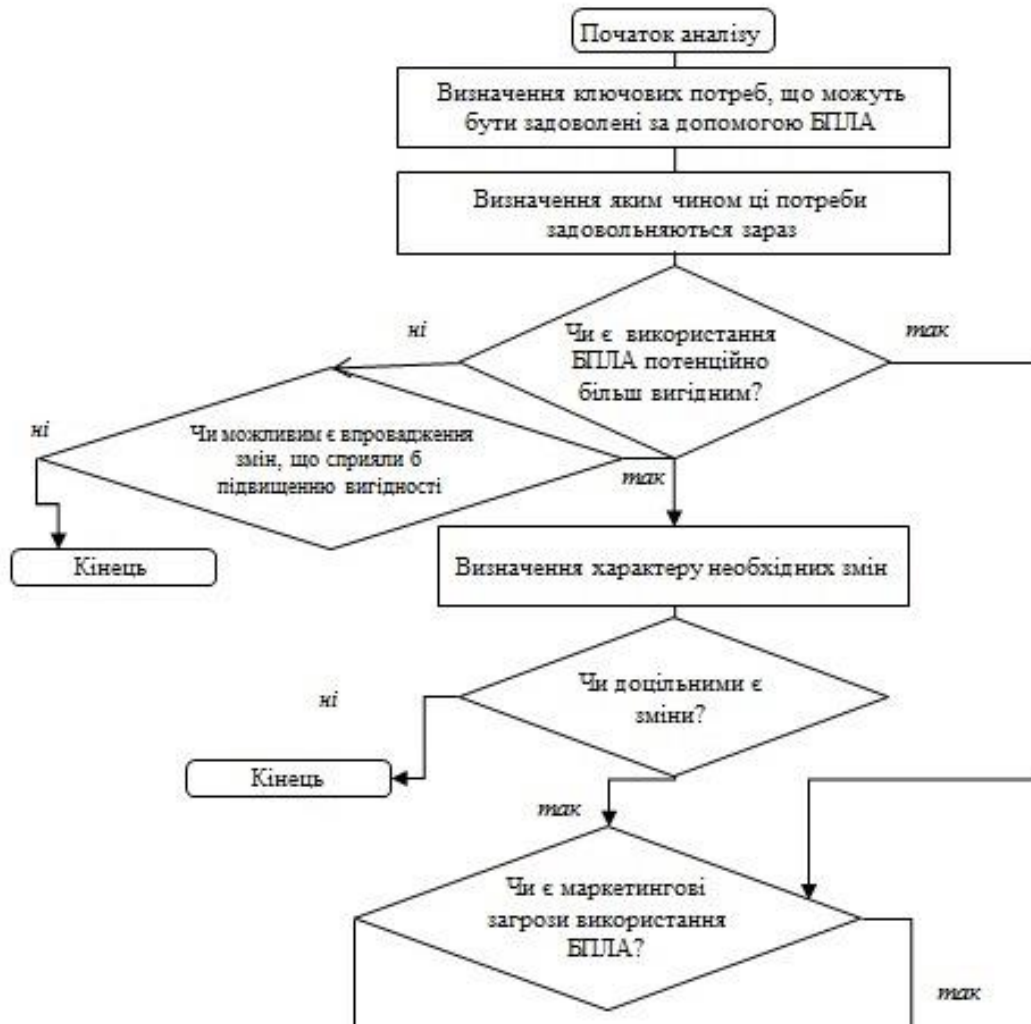 Початок аналізу
Визначення ключових потреб, що можуть
бути задоволені за допомогою БПЛА
Визначення яким чином ці потреби
задовольняються зараз
ні
так
Чи є використання
БПЛА потенційно
більш вигідним?
ні
Чи можливим є впровадження
змін, що сприяли б
підвищенню вигідності
так
Кінець
Визначення характеру необхідних змін
ні
Чи доцільними є
зміни?
Кінець
так
Чи є маркетингові
загрози використання
БПЛА?
так